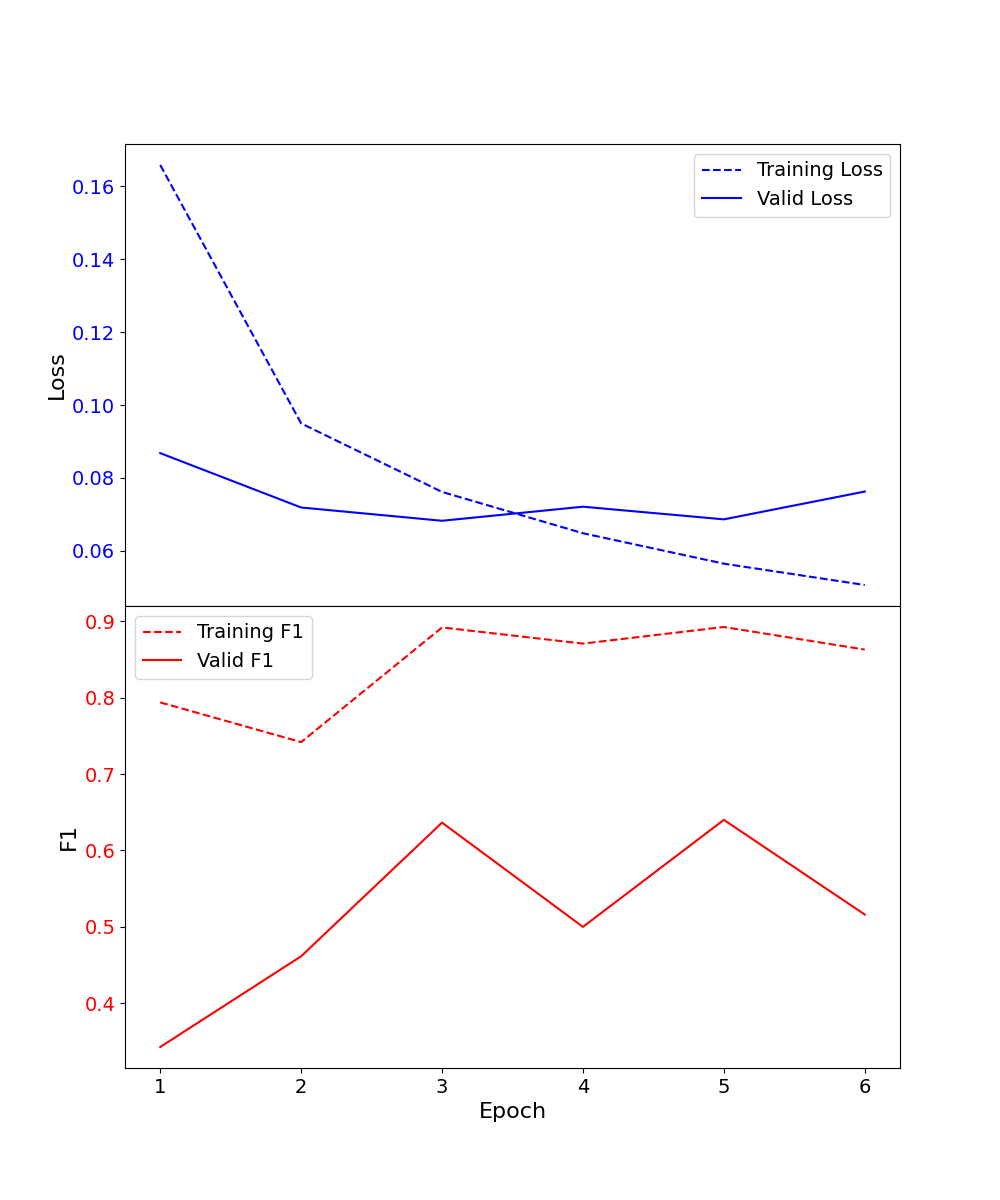 Training Loss
Valid Loss
0.16
0.14
0.12
0.10
0.08
0.06
Loss
Training F1
Valid F1
0.9
0.8
0.7
0.6
0.5
0.4
F1
1 2 3 4 5 6
Epoch